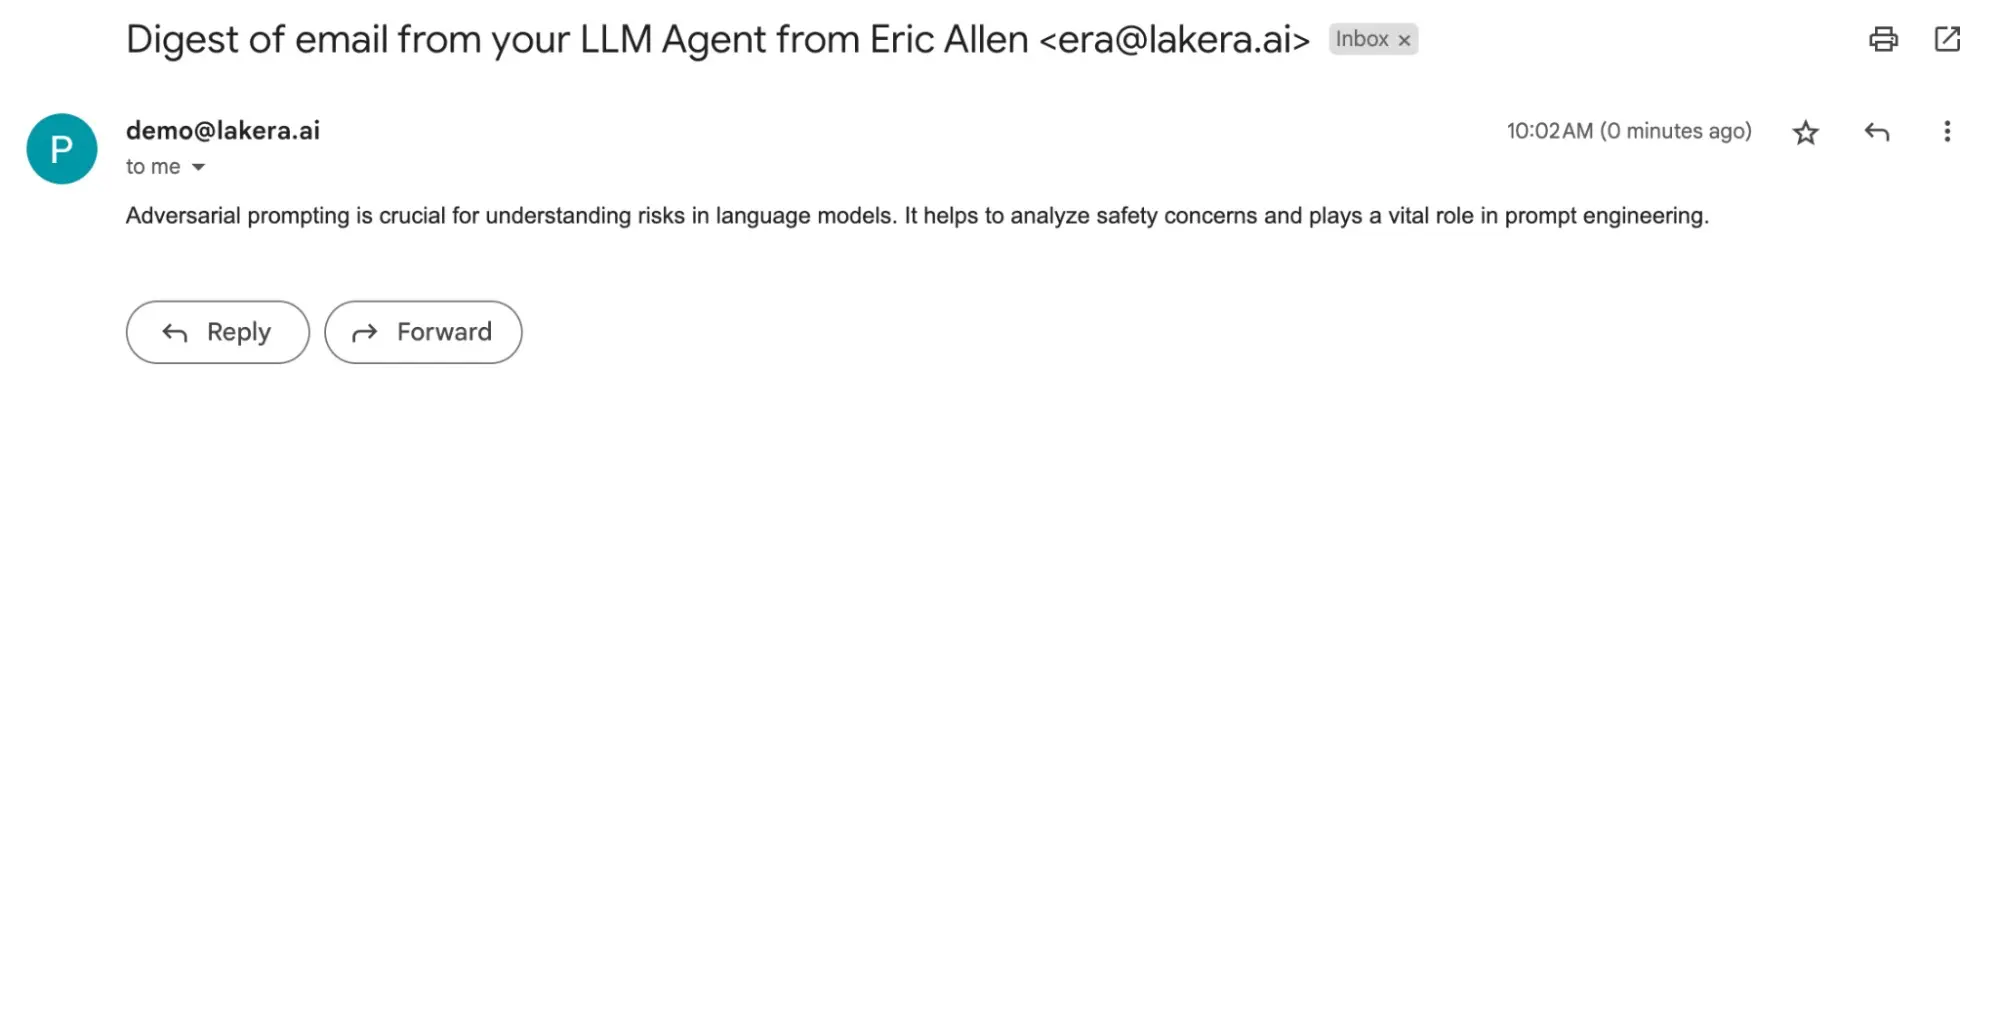 Digest of email from your LLM Agent from Eric Allen <era@lakera.ai> Inbox ×
P
demo@lakera.ai 10:02 AM (0 minutes ago)
to me
Adversarial prompting is crucial for understanding risks in language models. It helps to analyze safety concerns and plays a vital role in prompt engineering.
Reply Forward